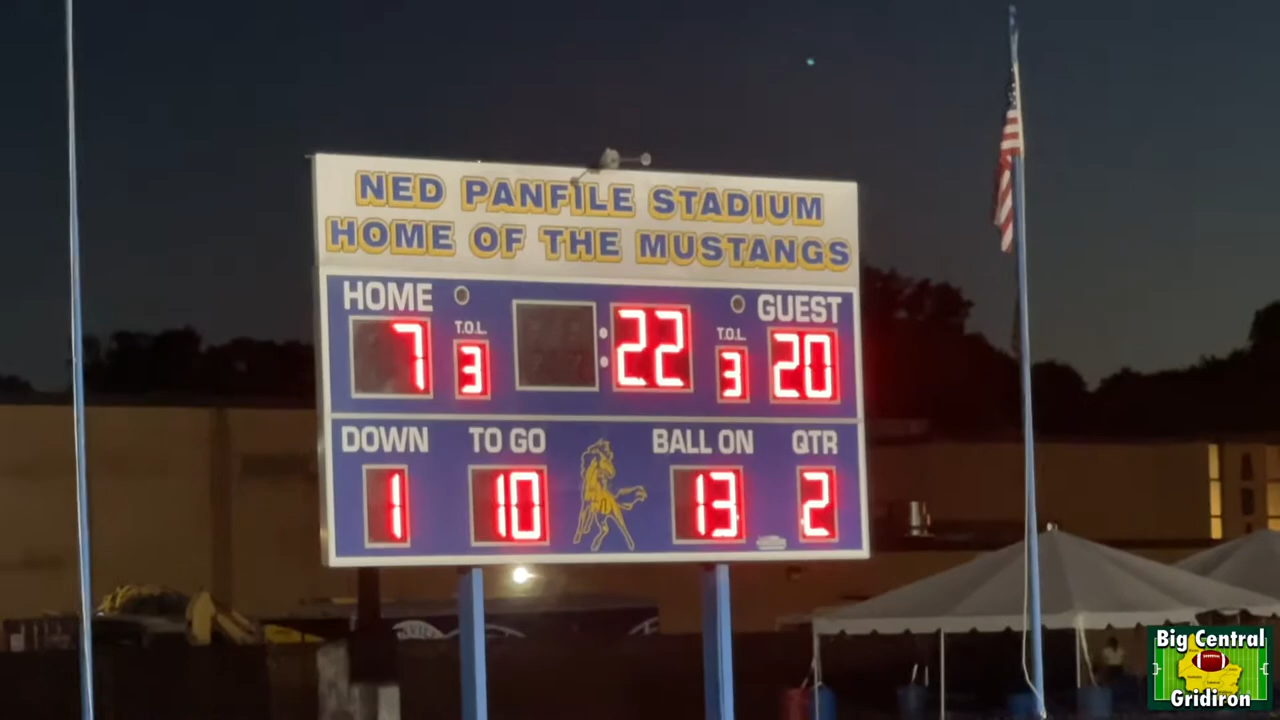 NED PANFILE STADIUM
HOME OF THE MUSTANGS
HOME GUEST
T.O.L. T.O.L.
7 3 :22 3 20
DOWN TO GO BALL ON QTR
1 10 13 2
Big Central
Gridiron